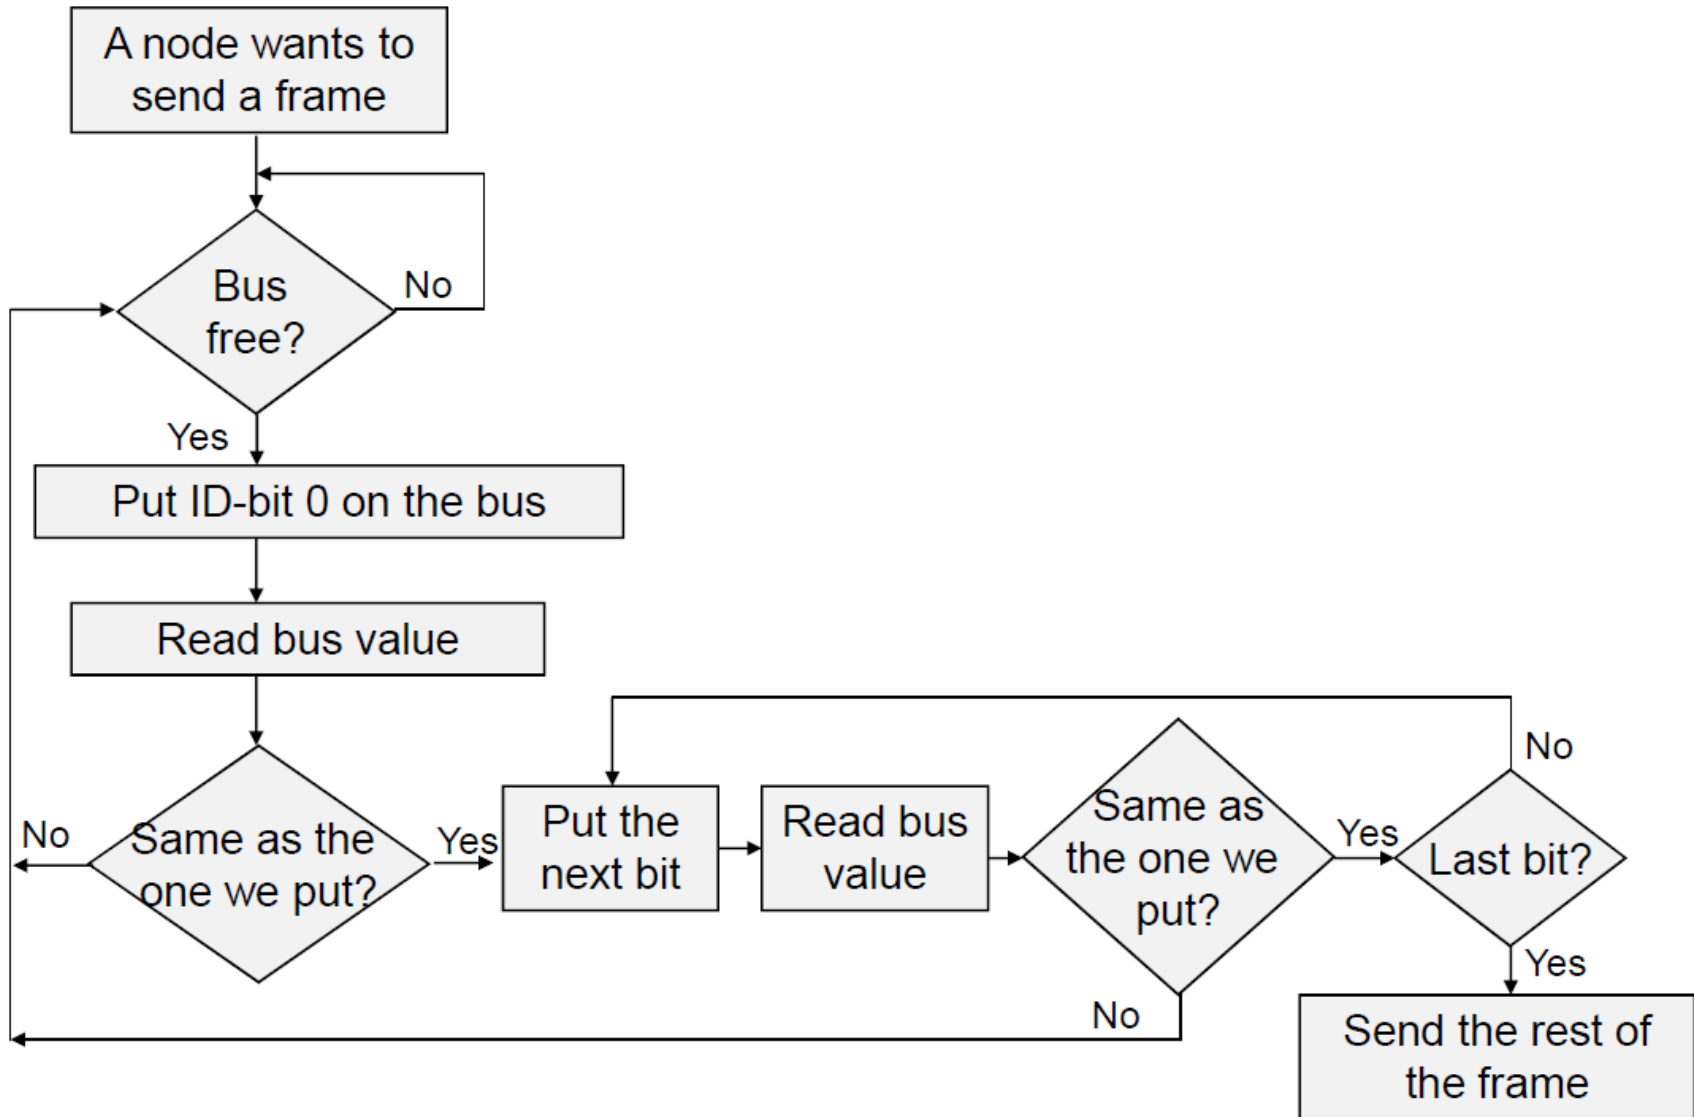 A node wants to
send a frame
Bus
free?
No
Yes
Put ID-bit 0 on the bus
Read bus value
No
Same as the
one we put?
Yes
Put the
next bit
Read bus
value
Same as
the one we
put?
Yes
No
Last bit?
No
Yes
Send the rest of
the frame